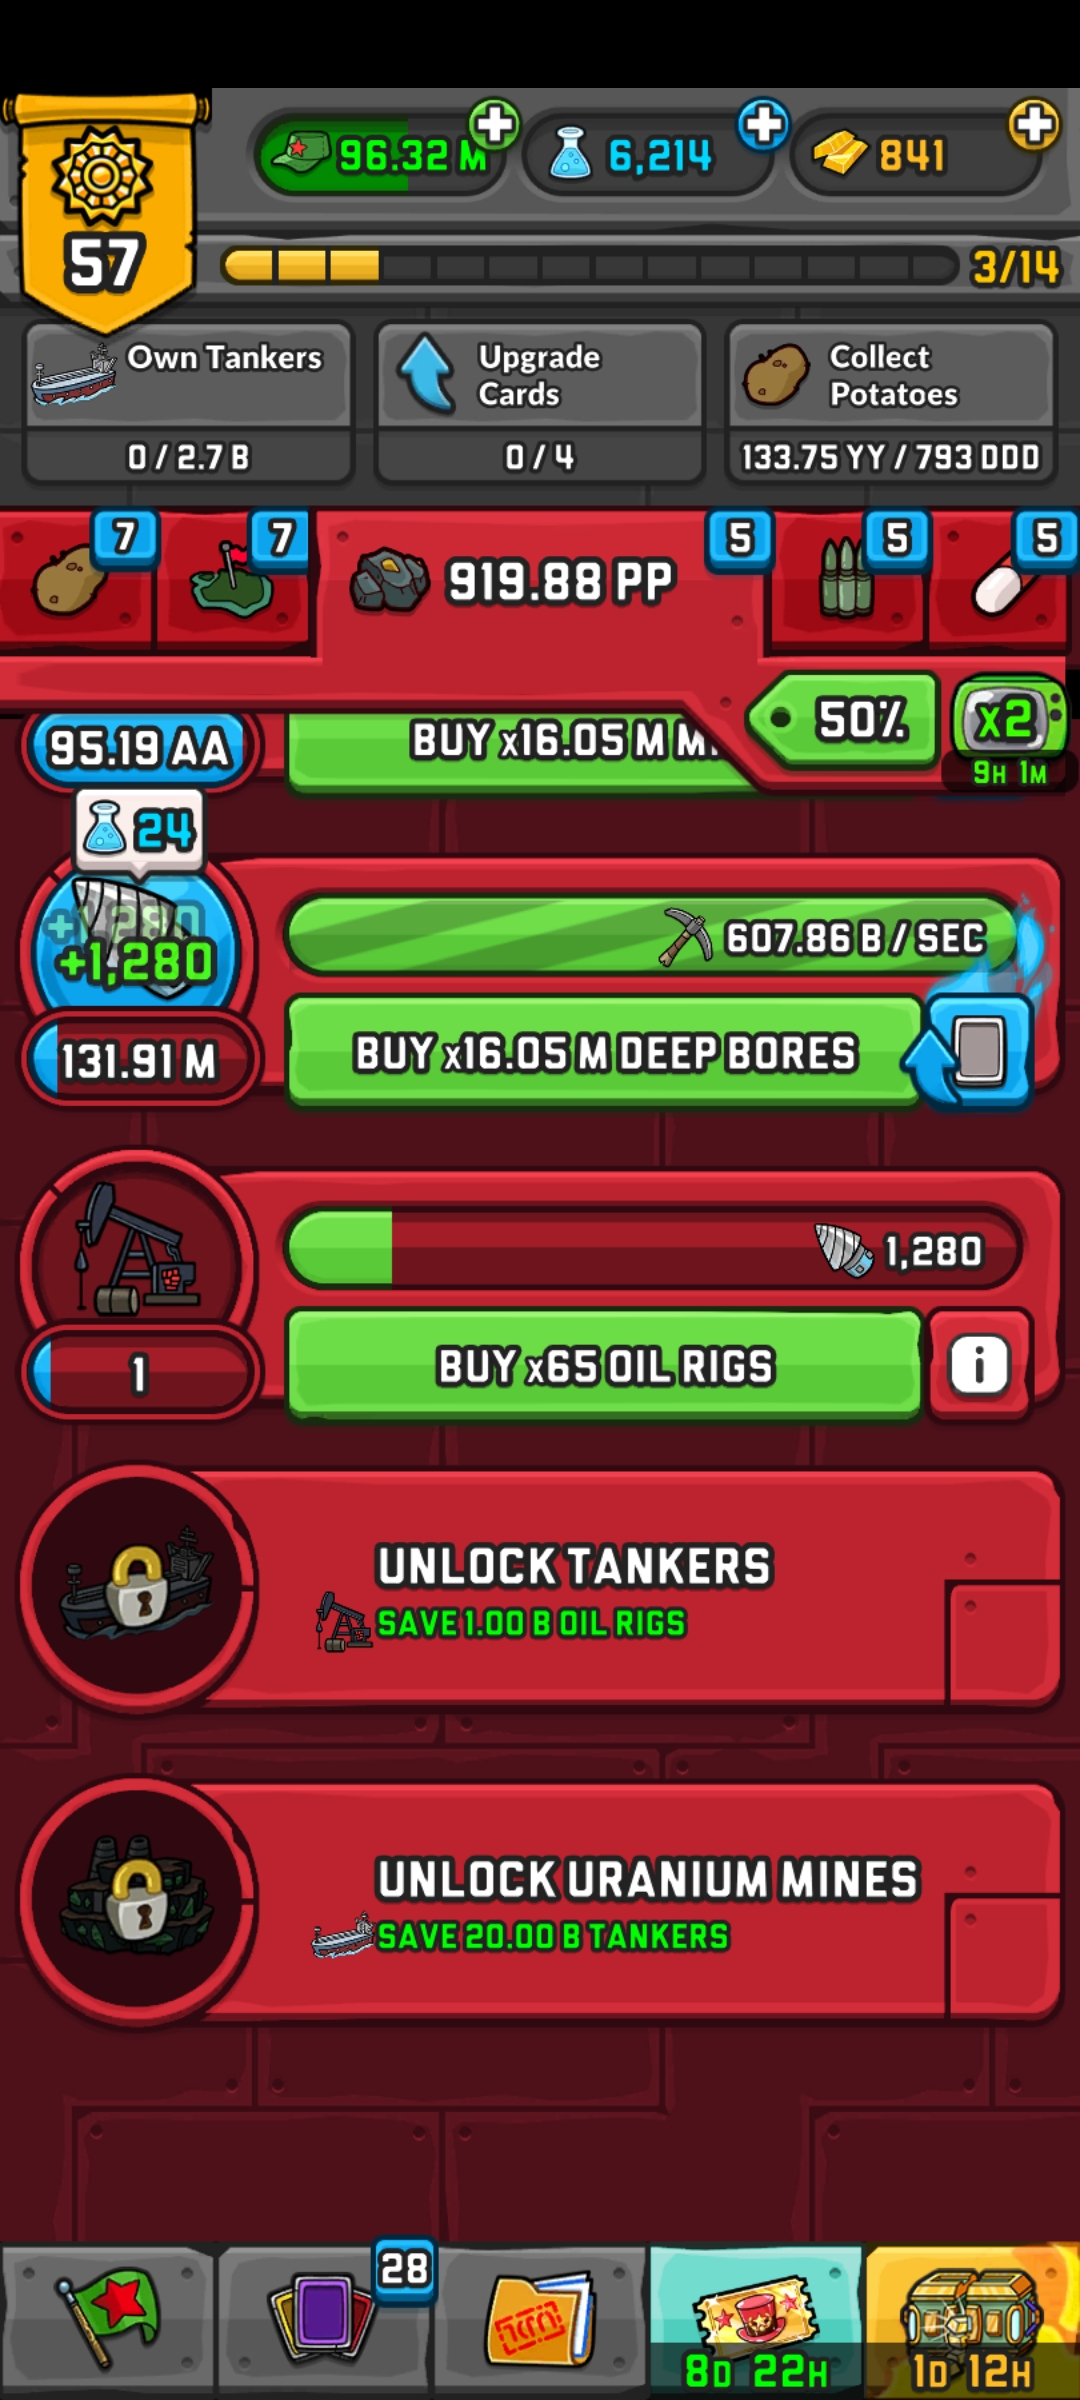 96.32 M
6,214
841
57
3/14
Own Tankers
0 / 2.7 B
Upgrade
Cards
0 / 4
Collect
Potatoes
133.75 YY / 793 DDD
7
7
919.88 PP
5
5
5
50%
x2
9H 1M
95.19 AA
BUY x16.05 M
24
+1,280
+1,280
607.86 B / SEC
131.91 M
BUY x16.05 M DEEP BORES
1,280
1
BUY x65 OIL RIGS
i
UNLOCK TANKERS
SAVE 1.00 B OIL RIGS
UNLOCK URANIUM MINES
SAVE 20.00 B TANKERS
28
8D 22H
1D 12H